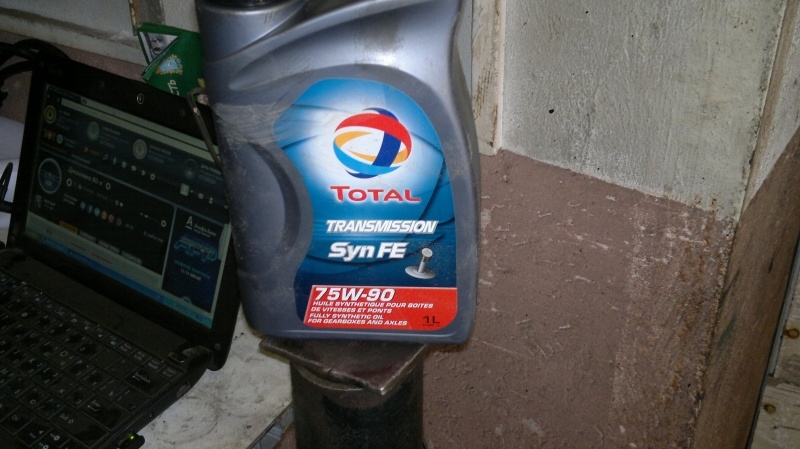 TOTAL
TRANSMISSION
Syn FE
75W-90
HUILE SYNTHETIQUE POUR BOITES
DE VITESSES ET PONTS
FULLY SYNTHETIC OIL
FOR GEARBOXES AND AXLES
1L